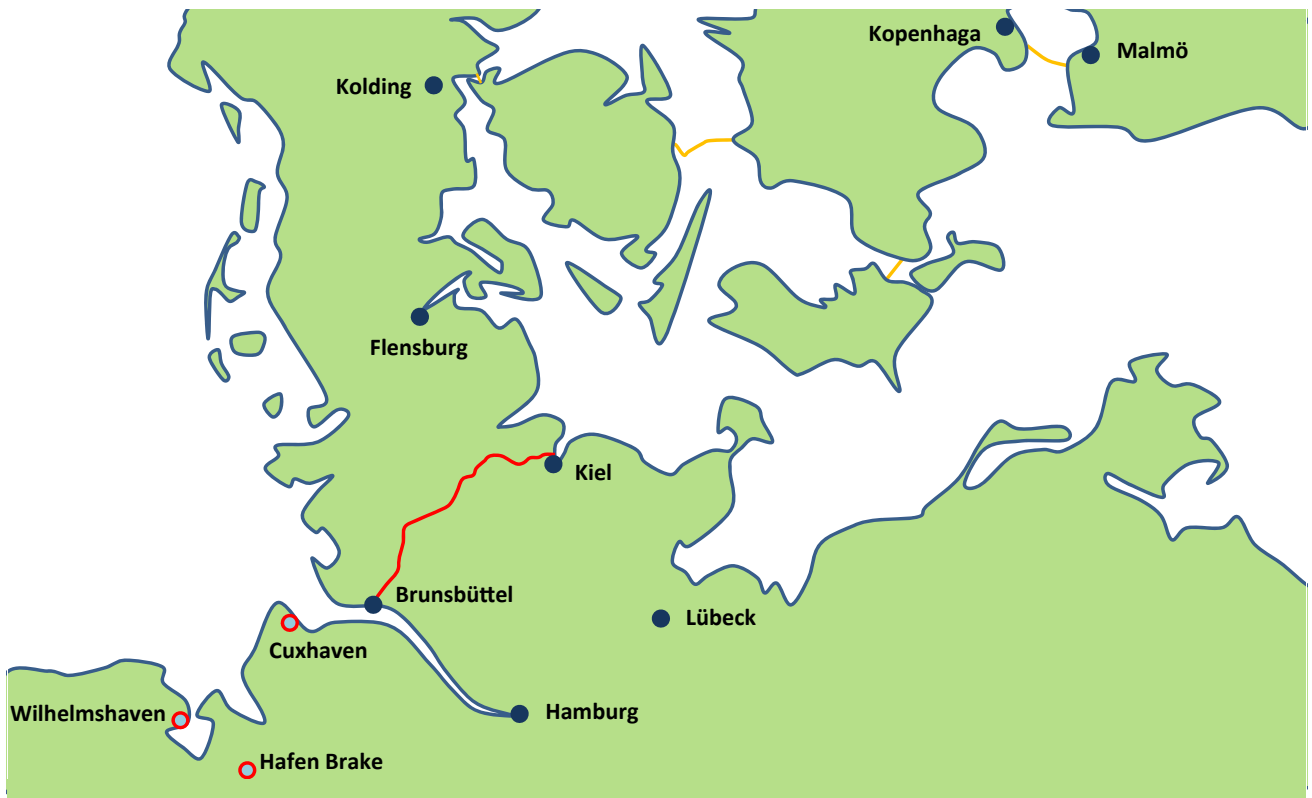 Kopenhaga
Malmö
Kolding
Flensburg
Kiel
Brunsbüttel
Lübeck
Cuxhaven
Hamburg
Wilhelmshaven
Hafen Brake